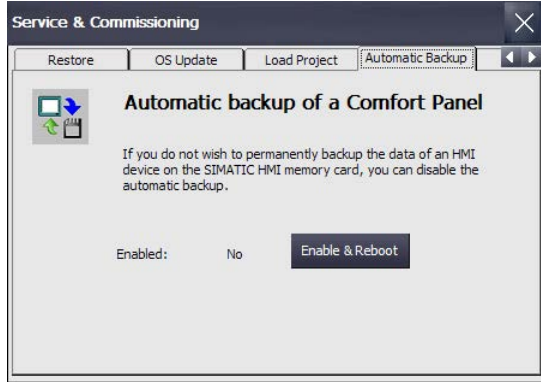 Service & Commissioning
Restore
OS Update
Load Project
Automatic Backup
Automatic backup of a Comfort Panel
If you do not wish to permanently backup the data of an HMI
device on the SIMATIC HMI memory card, you can disable the
automatic backup.
Enabled: No Enable & Reboot